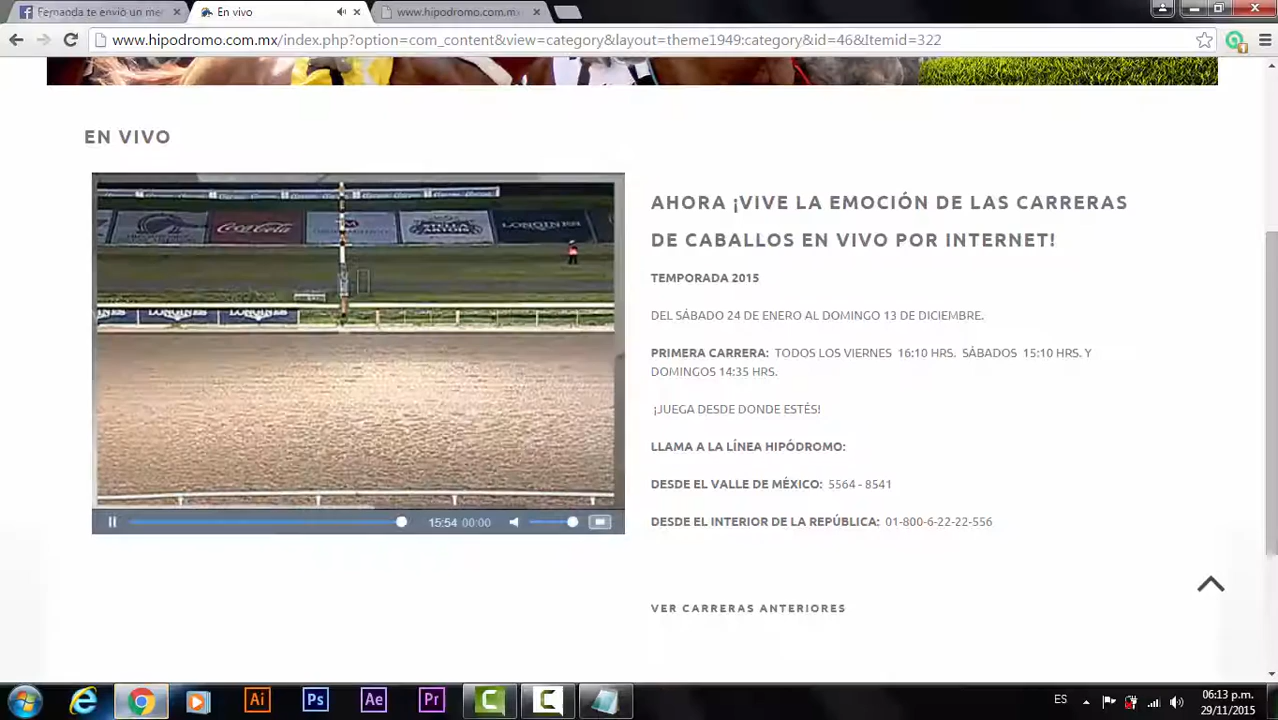 Fernanda te envió un me
En vivo
www.hipodromo.com.mx
www.hipodromo.com.mx/index.php?option=com_content&view=category&layout=theme1949:category&id=46&Itemid=322
EN VIVO
Coca-Cola
LONGINES
LONGINES
LONGINES
AHORA ¡VIVE LA EMOCIÓN DE LAS CARRERAS
DE CABALLOS EN VIVO POR INTERNET!
TEMPORADA 2015
DEL SÁBADO 24 DE ENERO AL DOMINGO 13 DE DICIEMBRE.
PRIMERA CARRERA: TODOS LOS VIERNES 16:10 HRS. SÁBADOS 15:10 HRS. Y
DOMINGOS 14:35 HRS.
¡JUEGA DESDE DONDE ESTÉS!
LLAMA A LA LÍNEA HIPÓDROMO:
DESDE EL VALLE DE MÉXICO: 5564 - 8541
DESDE EL INTERIOR DE LA REPÚBLICA: 01-800-6-22-22-556
15:54 00:00
VER CARRERAS ANTERIORES
Ai
Ps
Ae
Pr
ES
06:13 p.m.
29/11/2015